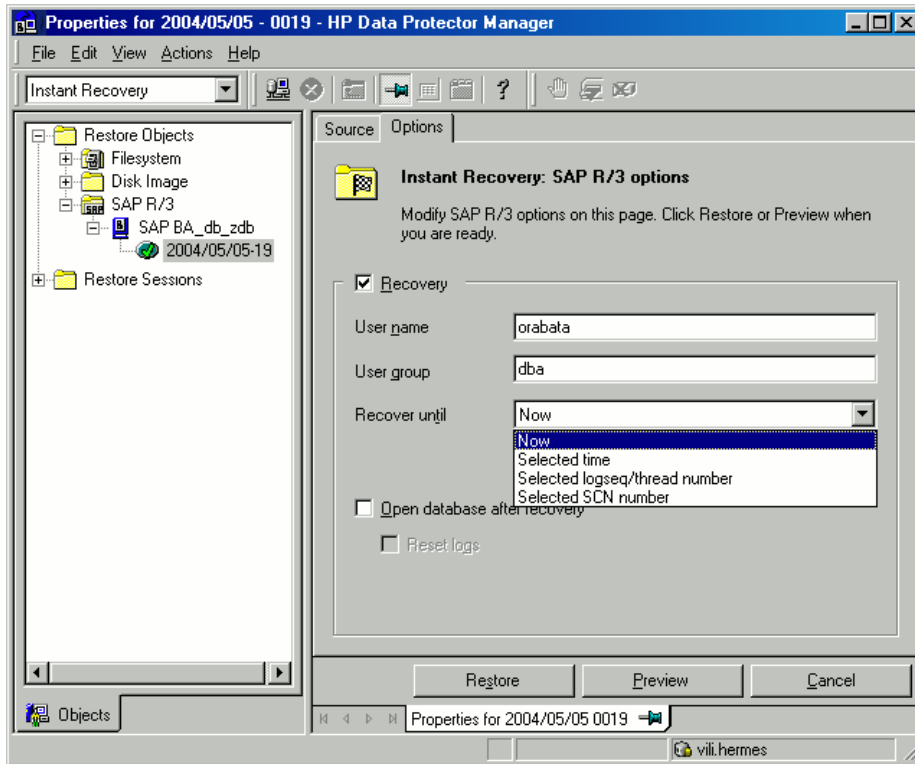 Properties for 2004/05/05 - 0019 - HP Data Protector Manager
File Edit View Actions Help
Instant Recovery
Restore Objects
Filesystem
Disk Image
SAP R/3
SAP BA_db_zdb
2004/05/05-19
Restore Sessions
Objects
Source Options
Instant Recovery: SAP R/3 options
Modify SAP R/3 options on this page. Click Restore or Preview when
you are ready.
Recovery
User name orabata
User group dba
Recover until Now
Now
Selected time
Selected logseq/thread number
Selected SCN number
Open database after recovery
Reset logs
Restore Preview Cancel
Properties for 2004/05/05 0019
vili.hermes